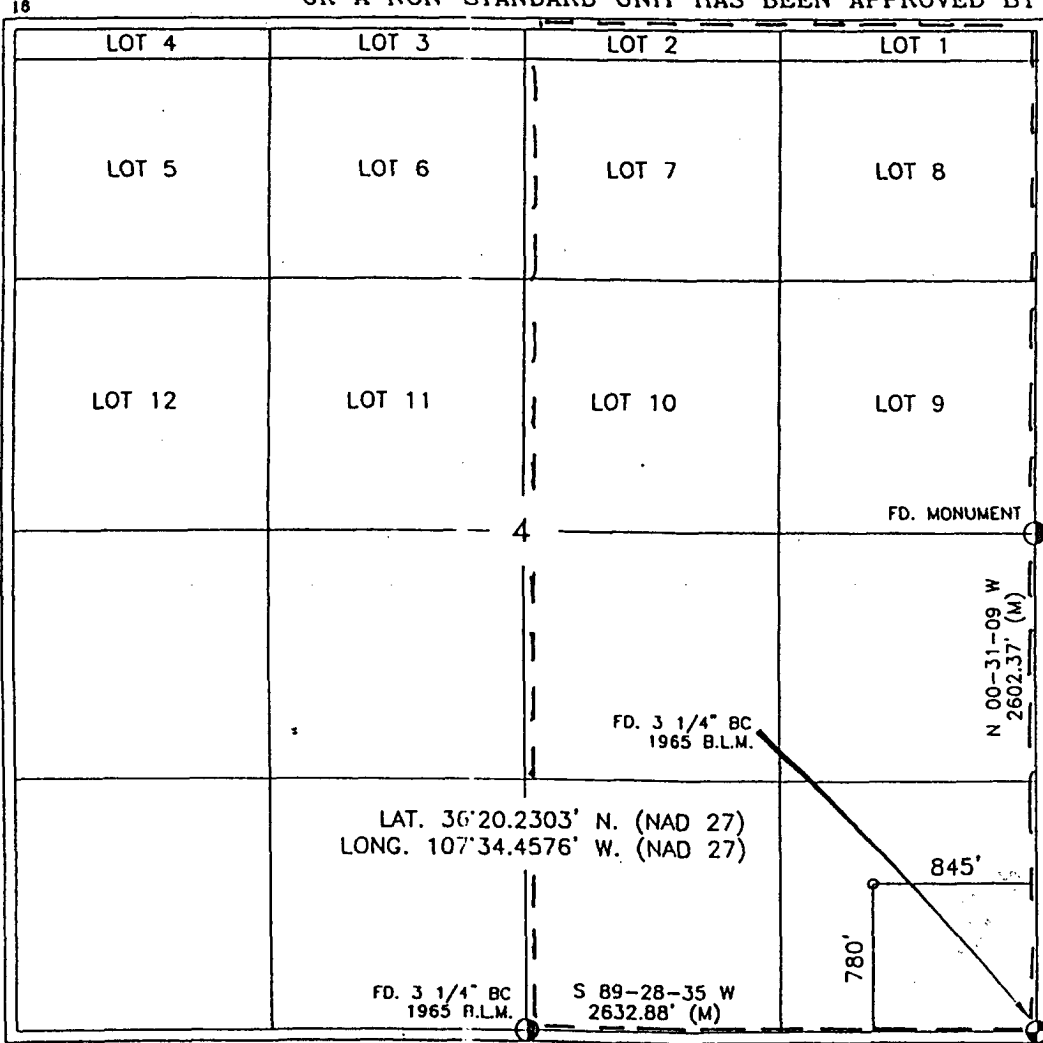 18
OR A NON-STANDARD UNIT HAS BEEN APPROVED BY
LOT 4 LOT 3 LOT 2 LOT 1
LOT 5 LOT 6 LOT 7 LOT 8
LOT 12 LOT 11 LOT 10 LOT 9
4
FD. MONUMENT
N 00-31-09 W
2602.37' (M)
FD. 3 1/4" BC
1965 B.L.M.
LAT. 36°20.2303' N. (NAD 27)
LONG. 107°34.4576' W. (NAD 27)
845'
780'
FD. 3 1/4" BC
1965 B.L.M.
S 89-28-35 W
2632.88' (M)